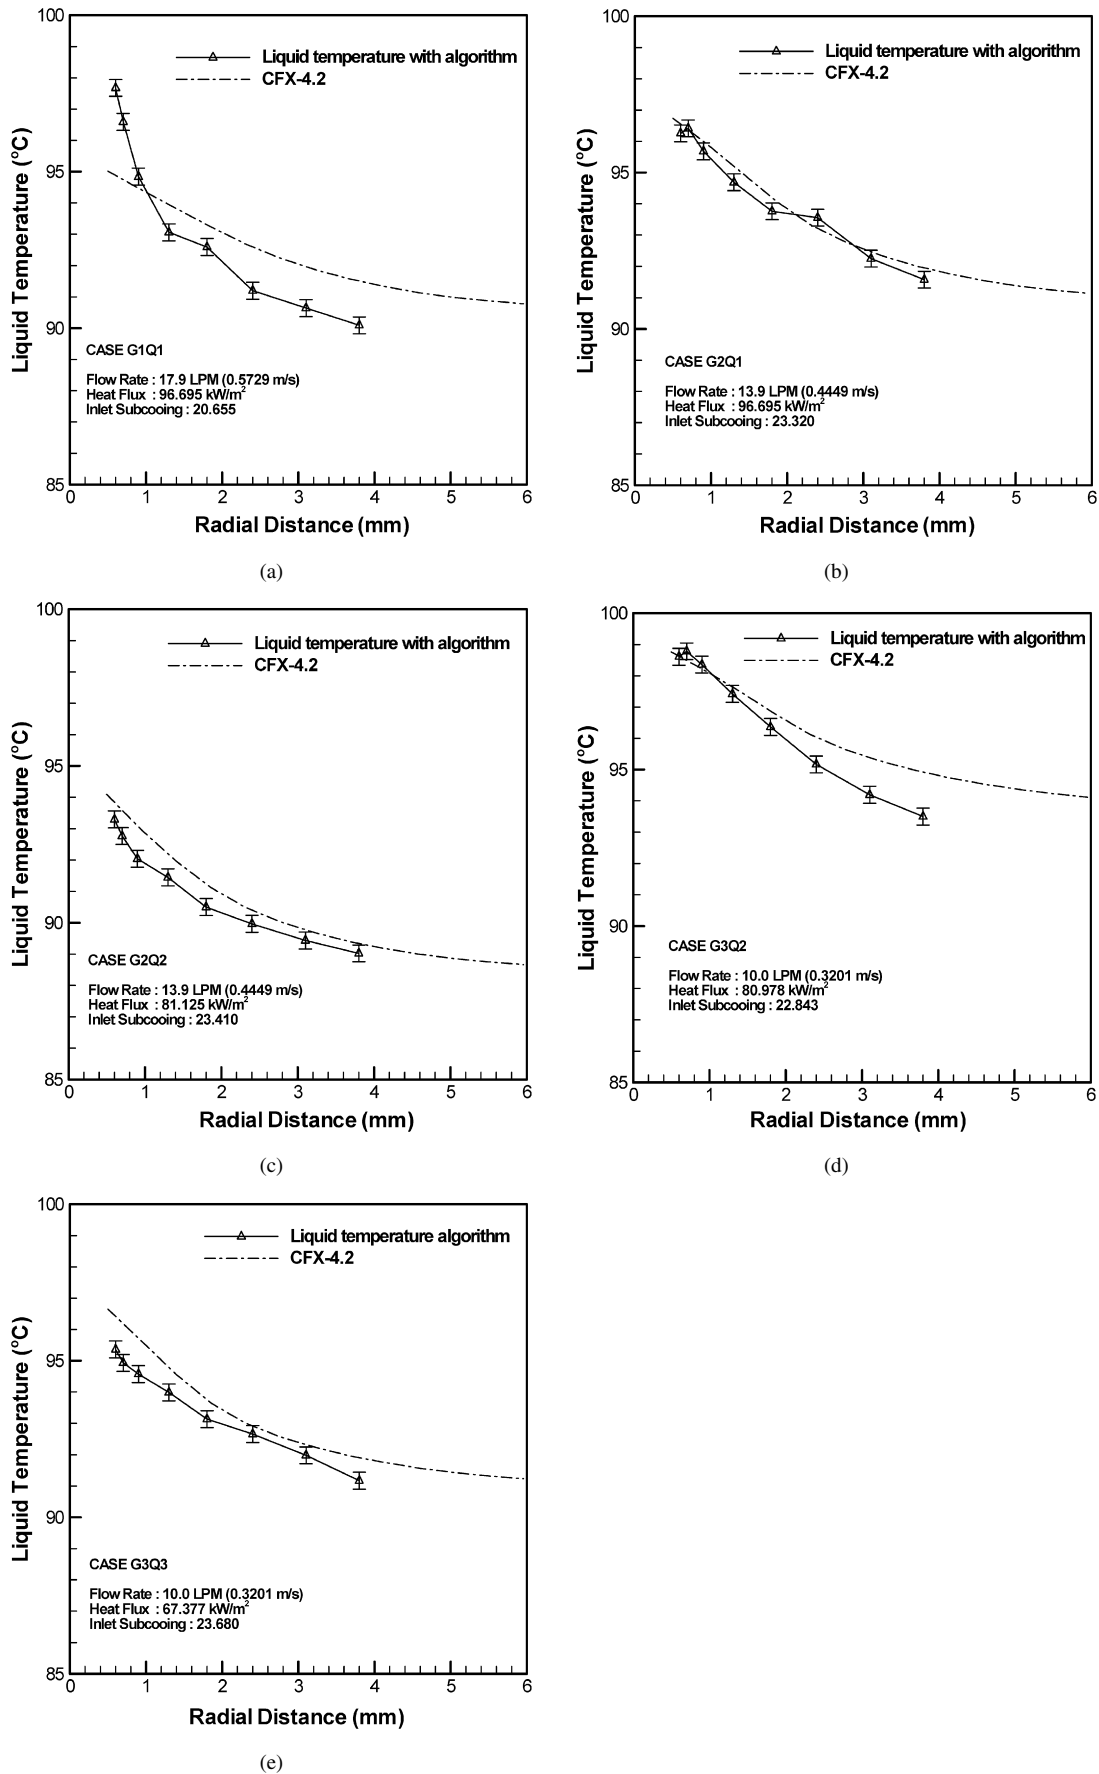 100
95
90
85
Liquid Temperature (°C)
Liquid temperature with algorithm
CFX-4.2
CASE G1Q1
Flow Rate : 17.9 LPM (0.5729 m/s)
Heat Flux : 96.695 kW/m²
Inlet Subcooing : 20.655
0 1 2 3 4 5 6
Radial Distance (mm)
(a)
100
95
90
85
Liquid Temperature (°C)
Liquid temperature with algorithm
CFX-4.2
CASE G2Q1
Flow Rate : 13.9 LPM (0.4449 m/s)
Heat Flux : 96.695 kW/m²
Inlet Subcooing : 23.320
0 1 2 3 4 5 6
Radial Distance (mm)
(b)
100
95
90
85
Liquid Temperature (°C)
Liquid temperature with algorithm
CFX-4.2
CASE G2Q2
Flow Rate : 13.9 LPM (0.4449 m/s)
Heat Flux : 81.125 kW/m²
Inlet Subcooing : 23.410
0 1 2 3 4 5 6
Radial Distance (mm)
(c)
100
95
90
85
Liquid Temperature (°C)
Liquid temperature with algorithm
CFX-4.2
CASE G3Q2
Flow Rate : 10.0 LPM (0.3201 m/s)
Heat Flux : 80.978 kW/m²
Inlet Subcooing : 22.843
0 1 2 3 4 5 6
Radial Distance (mm)
(d)
100
95
90
85
Liquid Temperature (°C)
Liquid temperature algorithm
CFX-4.2
CASE G3Q3
Flow Rate : 10.0 LPM (0.3201 m/s)
Heat Flux : 67.377 kW/m²
Inlet Subcooing : 23.680
0 1 2 3 4 5 6
Radial Distance (mm)
(e)